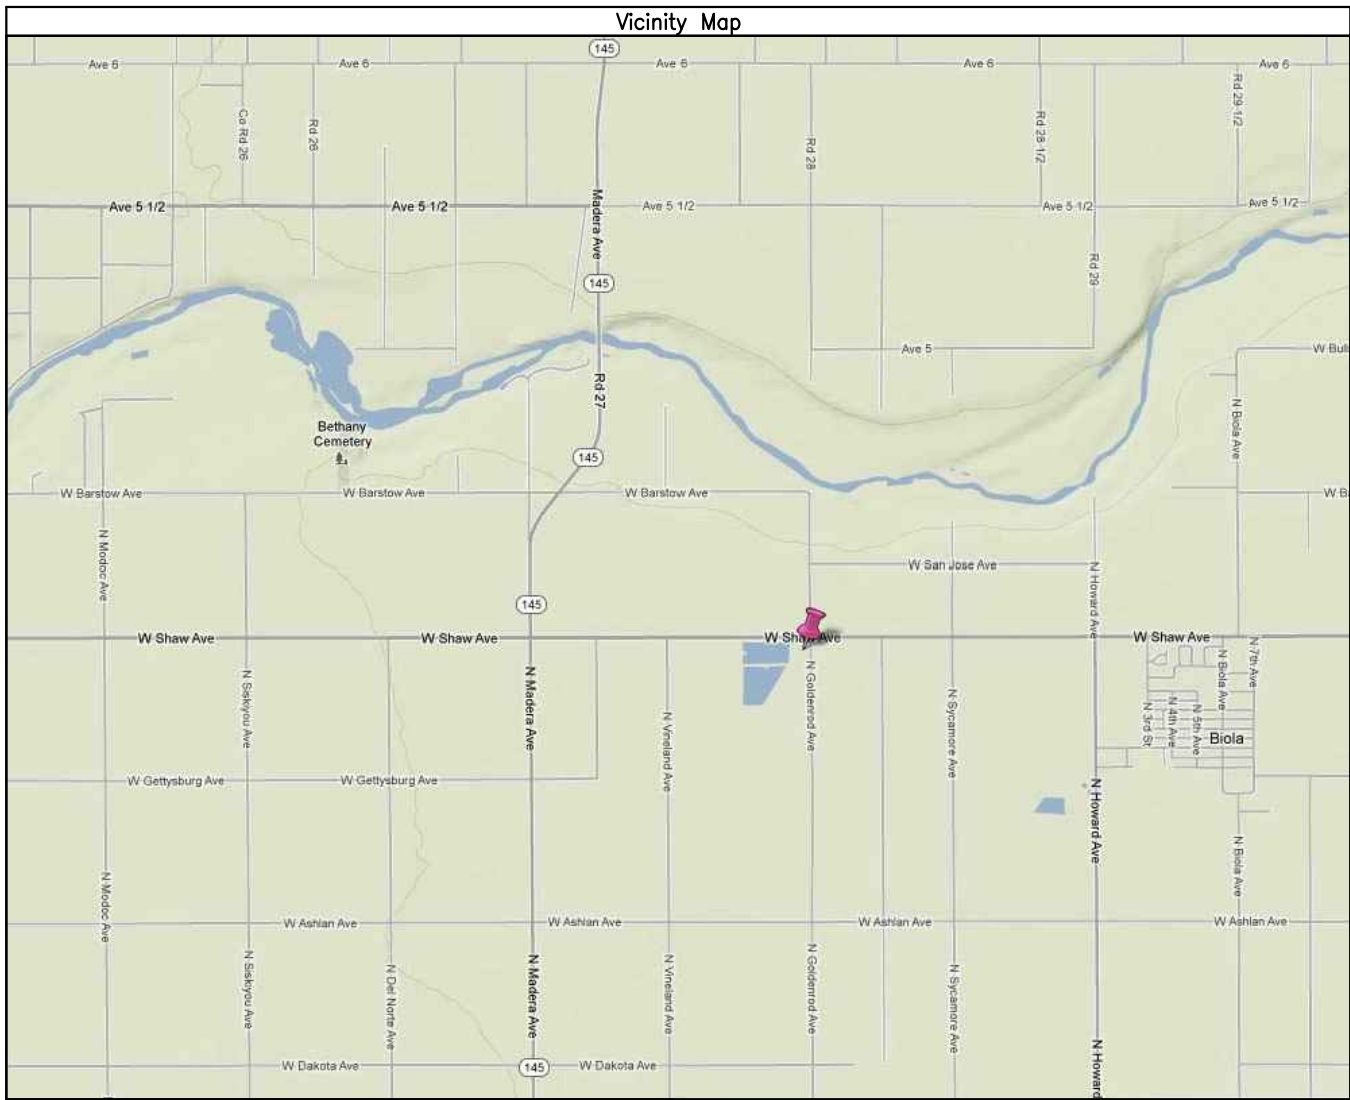 Vicinity Map
145
Ave 6
Ave 6
Ave 6
Ave 6
Ave 6
Co Rd 26
Rd 26
Rd 28
Rd 28-1/2
Rd 29-1/2
Ave 5 1/2
Ave 5 1/2
Madera Ave
Ave 5 1/2
Ave 5 1/2
Ave 5 1/2
Rd 29
145
Ave 5
W Bull
Rd 27
N Biola Ave
Bethany
Cemetery
145
W Barstow Ave
W Barstow Ave
W Barstow Ave
W B
N Modoc Ave
W San Jose Ave
N Howard Ave
145
W Shaw Ave
W Shaw Ave
W Shaw Ave
W Shaw Ave
N Siskiyou Ave
N Madera Ave
N Vineland Ave
N Goldenrod Ave
N Sycamore Ave
N 3rd St
N 4th Ave
N 5th Ave
N Biola Ave
N 7th Ave
Biola
W Gettysburg Ave
W Gettysburg Ave
N Howard Ave
N Biola Ave
N Modoc Ave
W Ashlan Ave
W Ashlan Ave
W Ashlan Ave
W Ashlan Ave
N Siskiyou Ave
N Del Norte Ave
N Madera Ave
N Vineland Ave
N Goldenrod Ave
N Sycamore Ave
N Howard
W Dakota Ave
145
W Dakota Ave